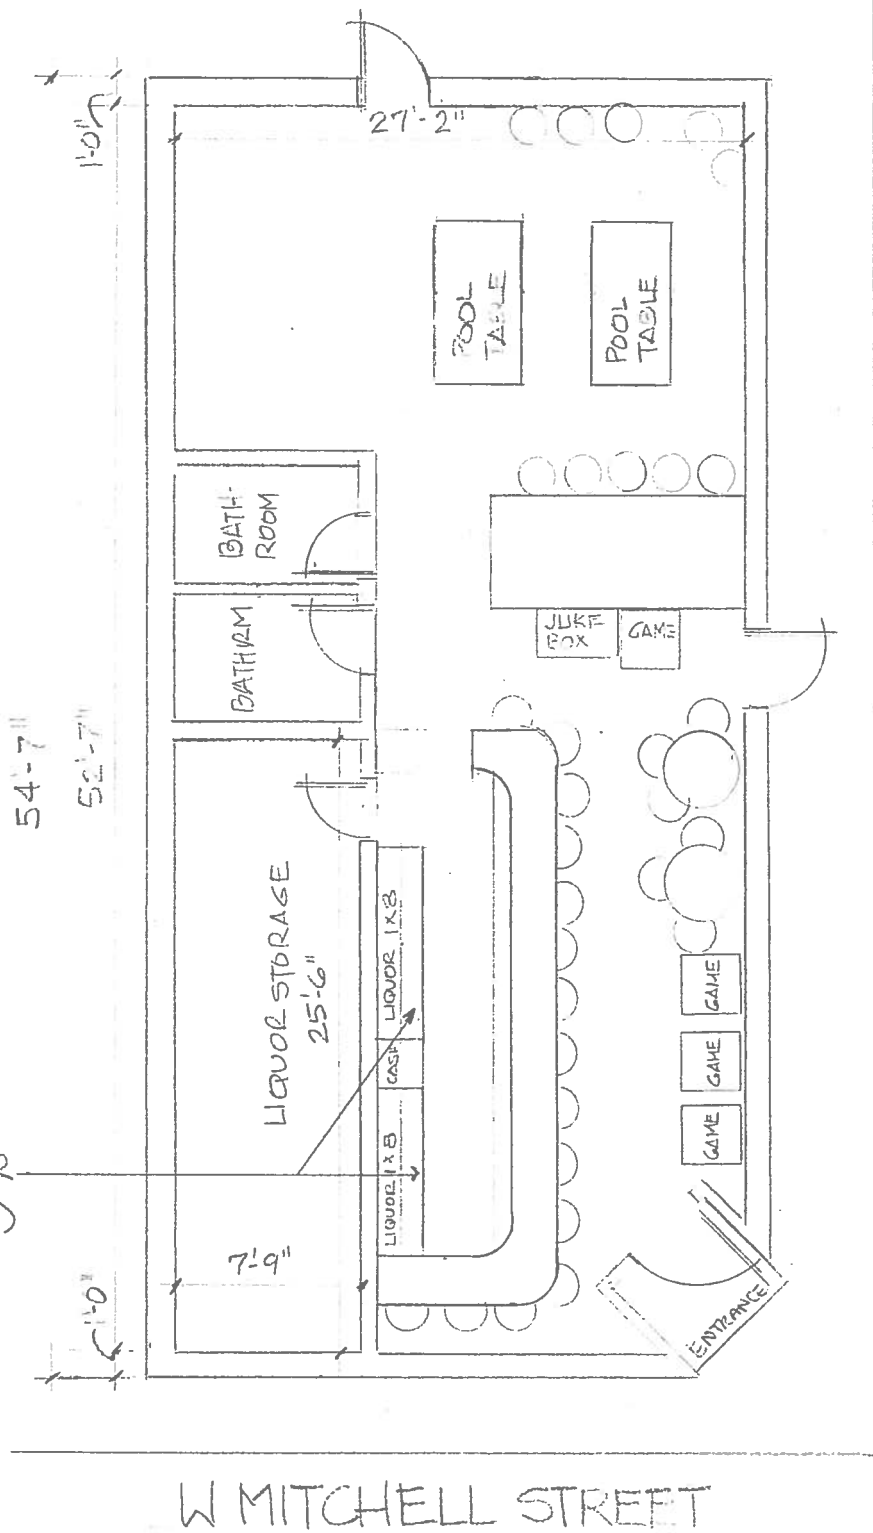 27'-2"
1'-0"
POOL
TABLE
POOL
TABLE
BATH-
ROOM
BATHRM
JUKE
BOX
GAME
54'-7"
52'-7"
LIQUOR STORAGE
25'-6"
LIQUOR 1X8
CASH
LIQUOR 1X8
GAME
GAME
GAME
7'-9"
1'-0"
ENTRANCE
W MITCHELL STREET